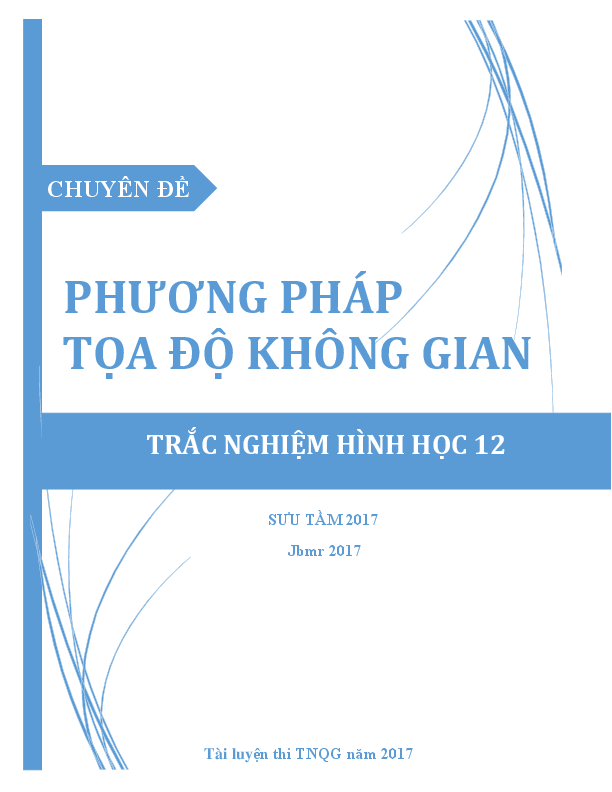 CHUYÊN ĐỀ
PHƯƠNG PHÁP
TỌA ĐỘ KHÔNG GIAN
TRẮC NGHIỆM HÌNH HỌC 12
SƯU TẦM 2017
Jbmr 2017
Tài luyện thi TNQG năm 2017